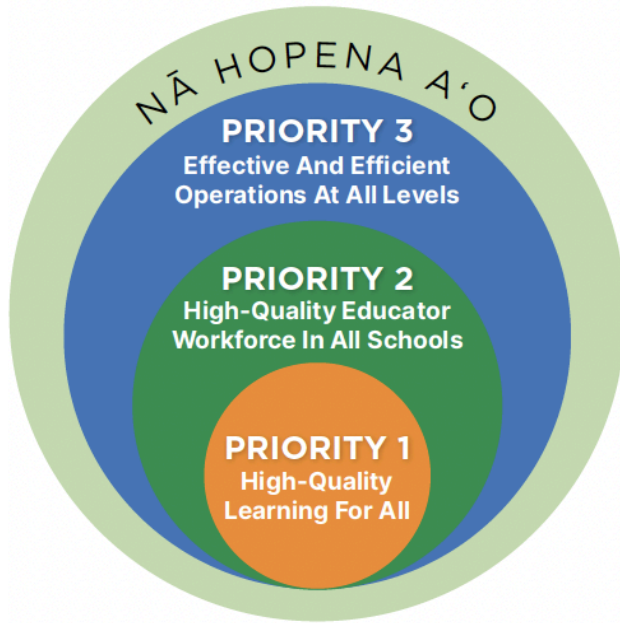 NĀ HOPENA AʻO
PRIORITY 3
Effective And Efficient
Operations At All Levels
PRIORITY 2
High-Quality Educator
Workforce In All Schools
PRIORITY 1
High-Quality
Learning For All